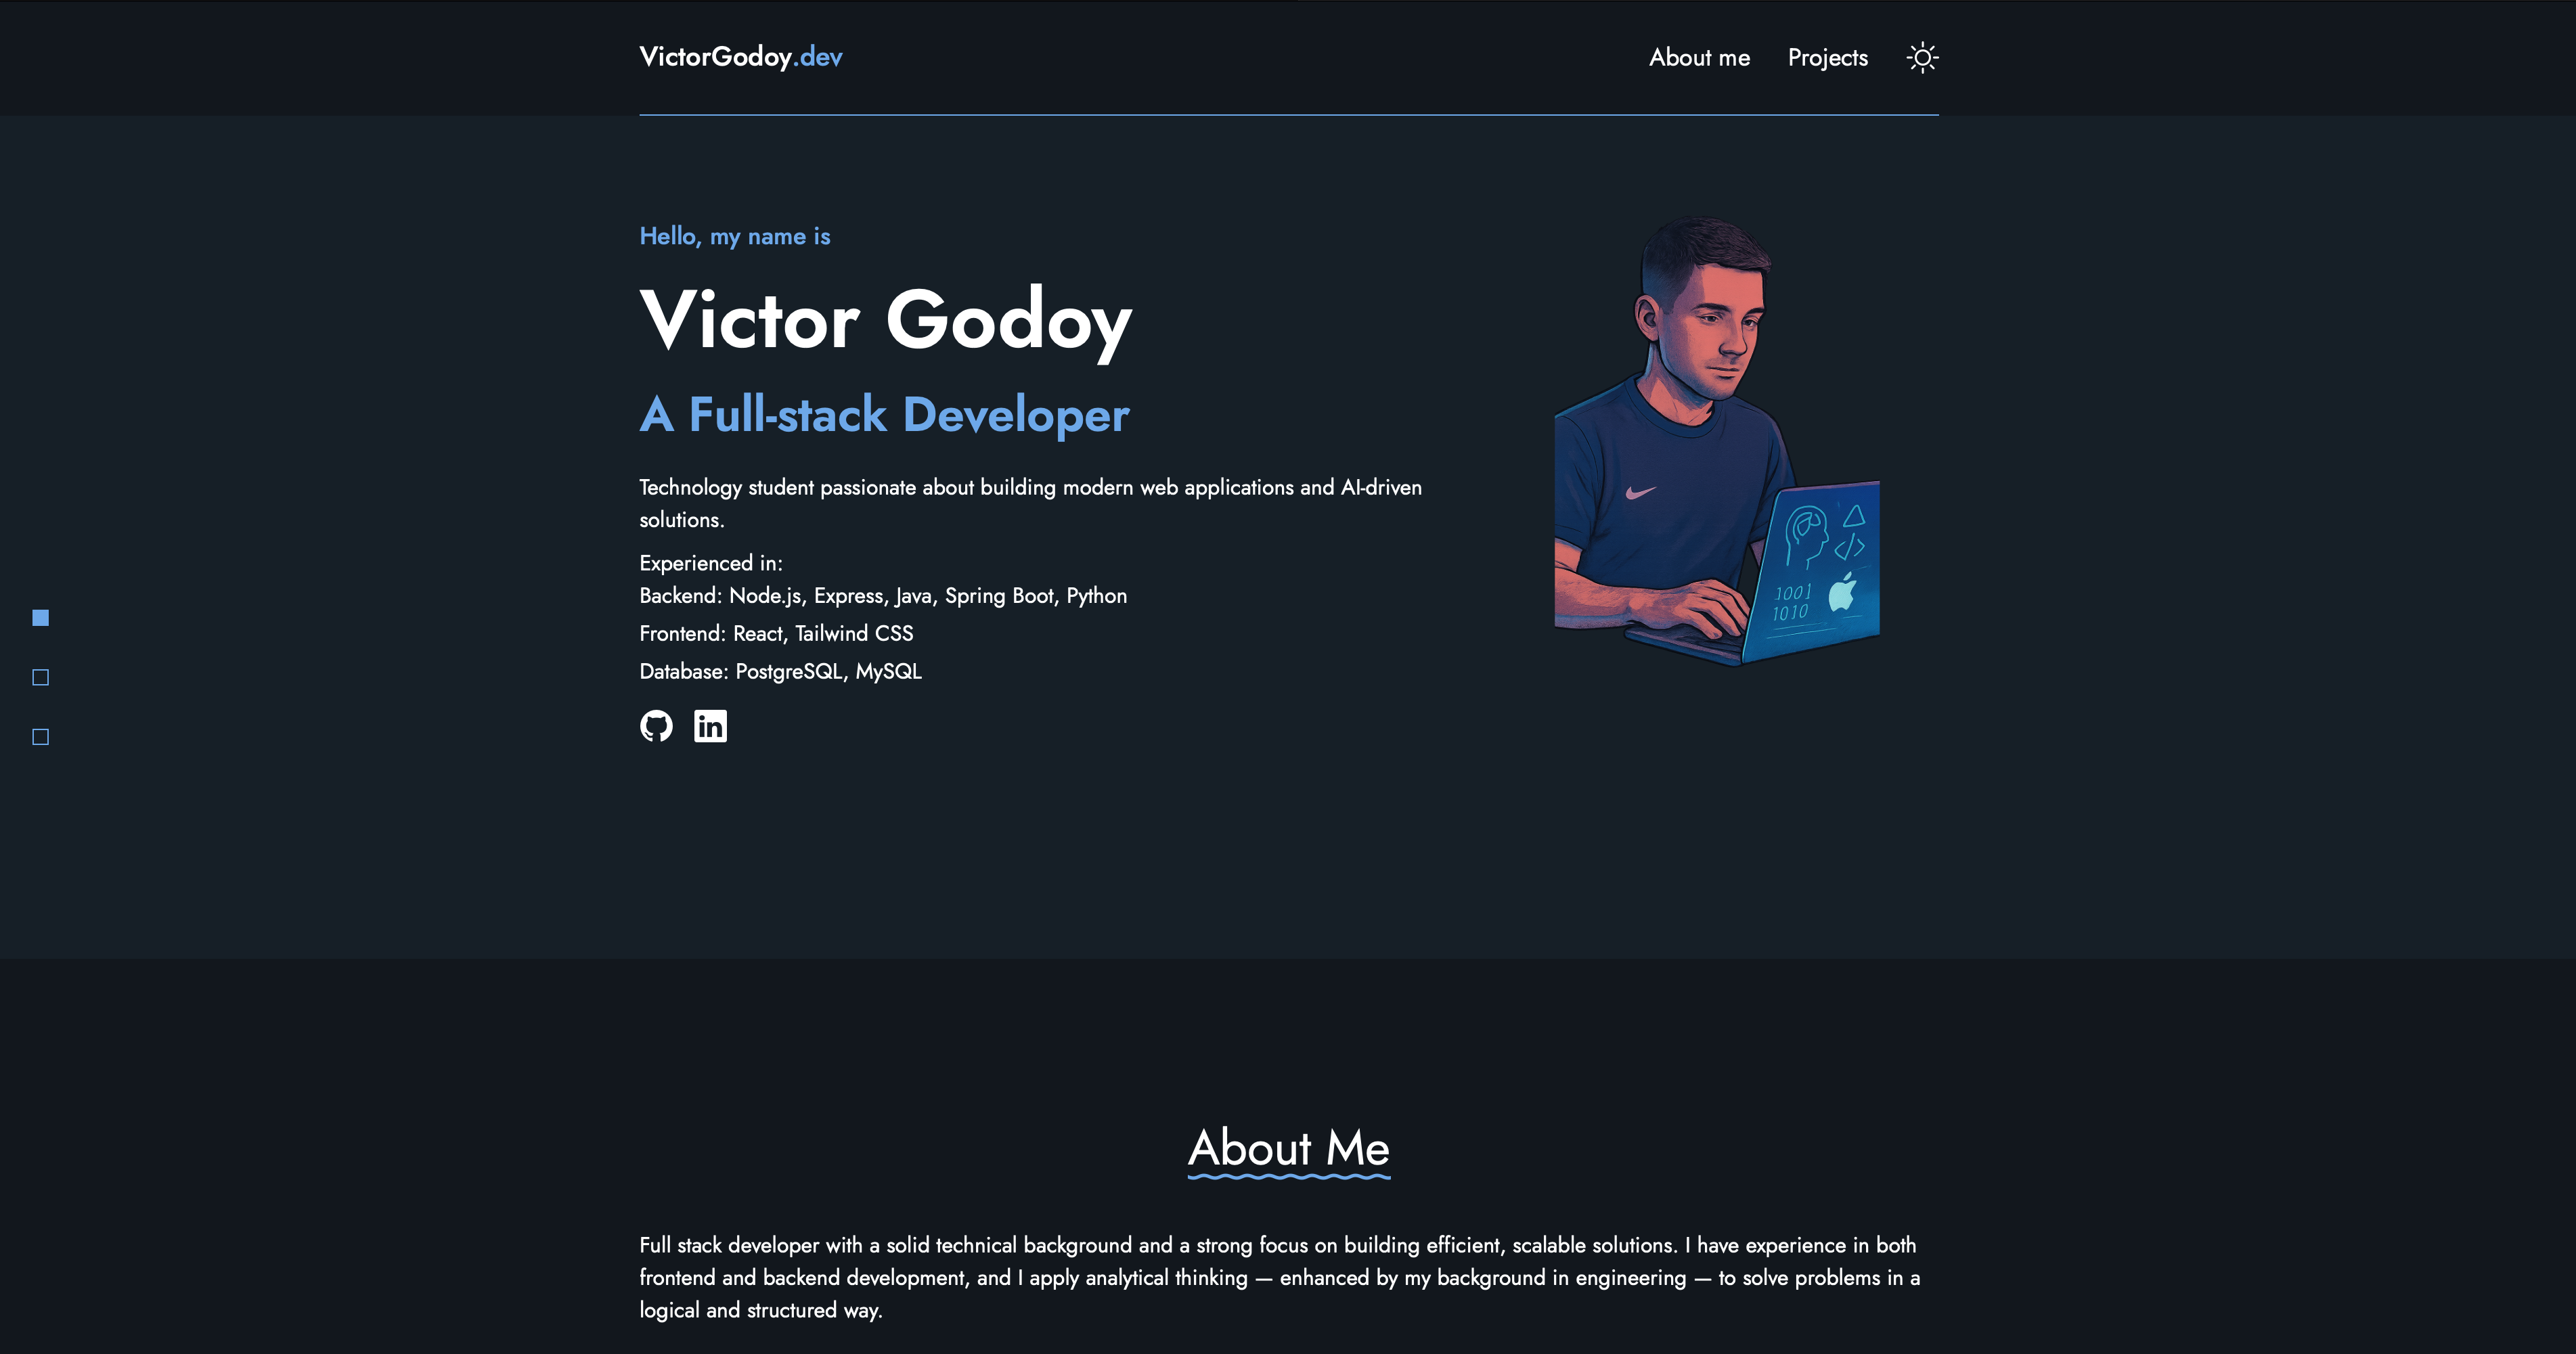 VictorGodoy.dev
About me
Projects
Hello, my name is
Victor Godoy
A Full-stack Developer
Technology student passionate about building modern web applications and AI-driven
solutions.
Experienced in:
Backend: Node.js, Express, Java, Spring Boot, Python
Frontend: React, Tailwind CSS
Database: PostgreSQL, MySQL
in
</>
1001
1010
About Me
Full stack developer with a solid technical background and a strong focus on building efficient, scalable solutions. I have experience in both
frontend and backend development, and I apply analytical thinking — enhanced by my background in engineering — to solve problems in a
logical and structured way.